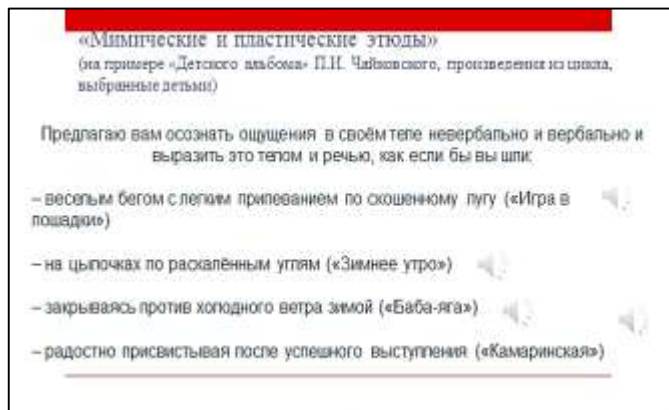 «Мимические и пластические этюды»
(на примере «Детского альбома» П.И. Чайковского, произведения из цикла,
выбранные детьми)
Предлагаю вам осознать ощущения в своём теле невербально и вербально и
выразить это телом и речью, как если бы вы шли:
– веселым бегом с легким припеванием по скошенному лугу («Игра в
лошадки»)
– на цыпочках по раскалённым углям («Зимнее утро»)
– закрываясь против холодного ветра зимой («Баба-яга»)
– радостно присвистывая после успешного выступления («Камаринская»)